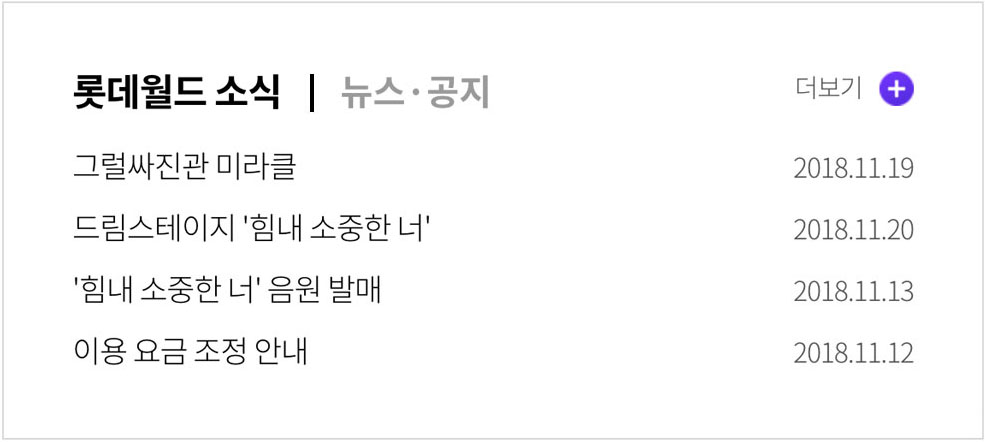 롯데월드 소식 | 뉴스·공지 더보기 +
그럴싸진관 미라클 2018.11.19
드림스테이지 '힘내 소중한 너' 2018.11.20
'힘내 소중한 너' 음원 발매 2018.11.13
이용 요금 조정 안내 2018.11.12